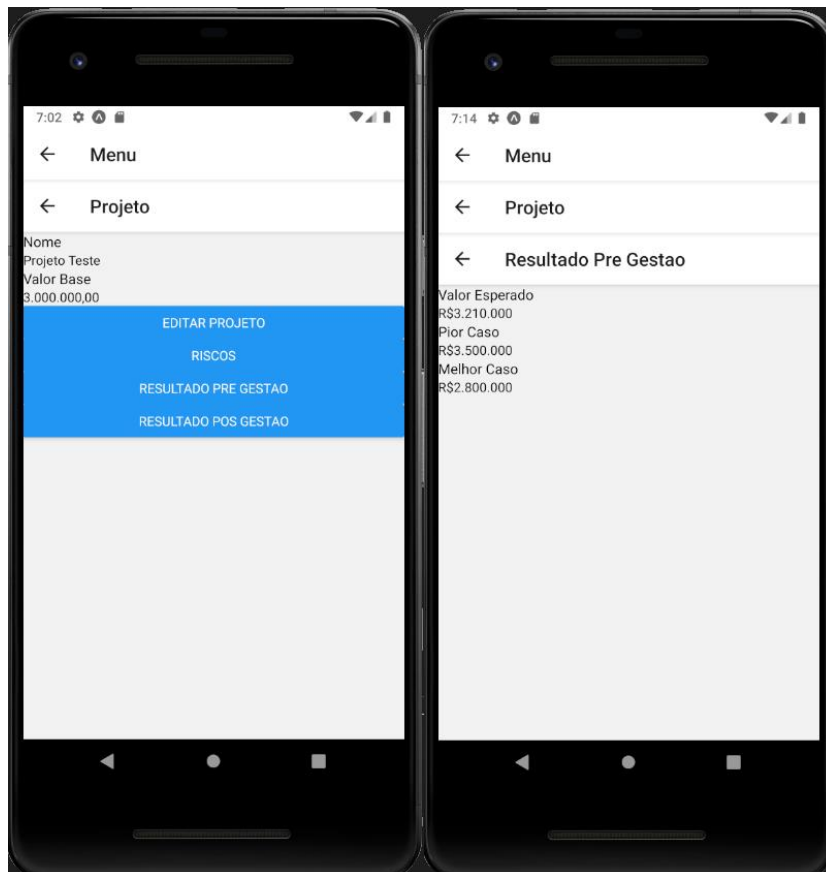 7:02
Menu
Projeto
Nome
Projeto Teste
Valor Base
3.000.000,00
EDITAR PROJETO
RISCOS
RESULTADO PRE GESTAO
RESULTADO POS GESTAO
7:14
Menu
Projeto
Resultado Pre Gestao
Valor Esperado
R$3.210.000
Pior Caso
R$3.500.000
Melhor Caso
R$2.800.000